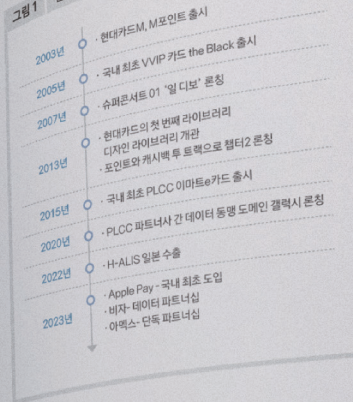 그림 1
2003년
· 현대카드M, M포인트 출시
2005년
· 국내 최초 VVIP 카드 the Black 출시
2007년
· 슈퍼콘서트 01 '일 디보' 론칭
2013년
· 현대카드의 첫 번째 라이브러리
디자인 라이브러리 개관
· 포인트와 캐시백 투 트랙으로 챕터2 론칭
2015년
· 국내 최초 PLCC 이마트e카드 출시
2020년
· PLCC 파트너사 간 데이터 동맹 도메인 갤럭시 론칭
2022년
· H-ALIS 일본 수출
2023년
· Apple Pay - 국내 최초 도입
· 비자- 데이터 파트너십
· 아멕스- 단독 파트너십